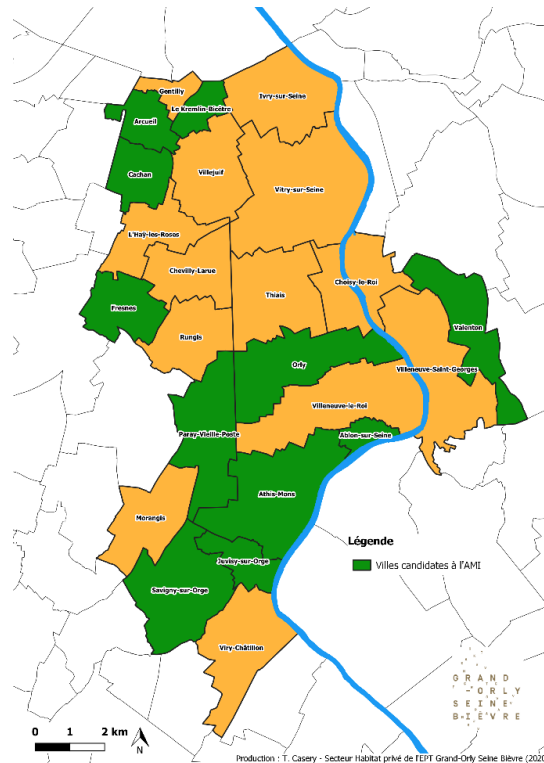 Gentilly
Ivry-sur-Seine
Le Kremlin-Bicêtre
Arcueil
Villejuif
Cachan
Vitry-sur-Seine
L'Haÿ-les-Roses
Chevilly-Larue
Choisy-le-Roi
Thiais
Fresnes
Valenton
Rungis
Orly
Villeneuve-Saint-Georges
Villeneuve-le-Roi
Paray-Vieille-Poste
Ablon-sur-Seine
Athis-Mons
Morangis
Légende
Juvisy-sur-Orge
Villes candidates à l'AMI
Savigny-sur-Orge
Viry-Châtillon
GRAND
-ORLY
SEINE
BIÈVRE
0 1 2 km
N
Production : T. Casery - Secteur Habitat privé de l'EPT Grand-Orly Seine Bièvre (2020